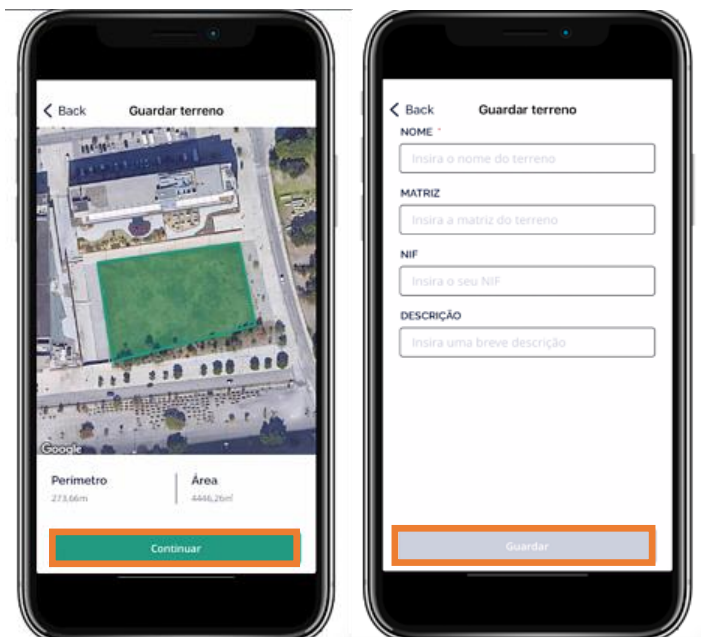 Back Guardar terreno
Google
Perímetro Área
273,66m 4446,26㎡
Continuar
Back Guardar terreno
NOME *
Insira o nome do terreno
MATRIZ
Insira a matriz do terreno
NIF
Insira o seu NIF
DESCRIÇÃO
Insira uma breve descrição
Guardar